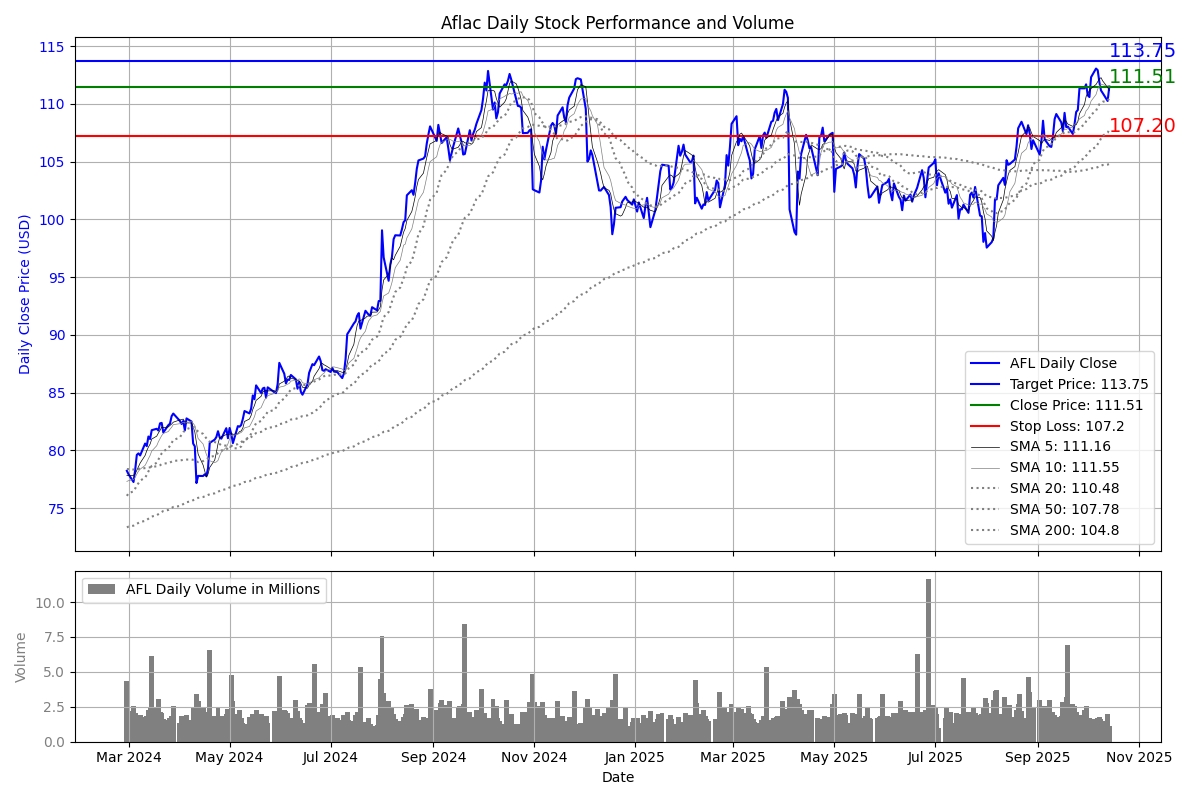 Aflac Daily Stock Performance and Volume
115
110
105
100
95
90
85
80
75
Daily Close Price (USD)
113.75
111.51
107.20
AFL Daily Close
Target Price: 113.75
Close Price: 111.51
Stop Loss: 107.2
SMA 5: 111.16
SMA 10: 111.55
SMA 20: 110.48
SMA 50: 107.78
SMA 200: 104.8
AFL Daily Volume in Millions
10.0
7.5
5.0
2.5
0.0
Volume
Mar 2024 May 2024 Jul 2024 Sep 2024 Nov 2024 Jan 2025 Mar 2025 May 2025 Jul 2025 Sep 2025 Nov 2025
Date